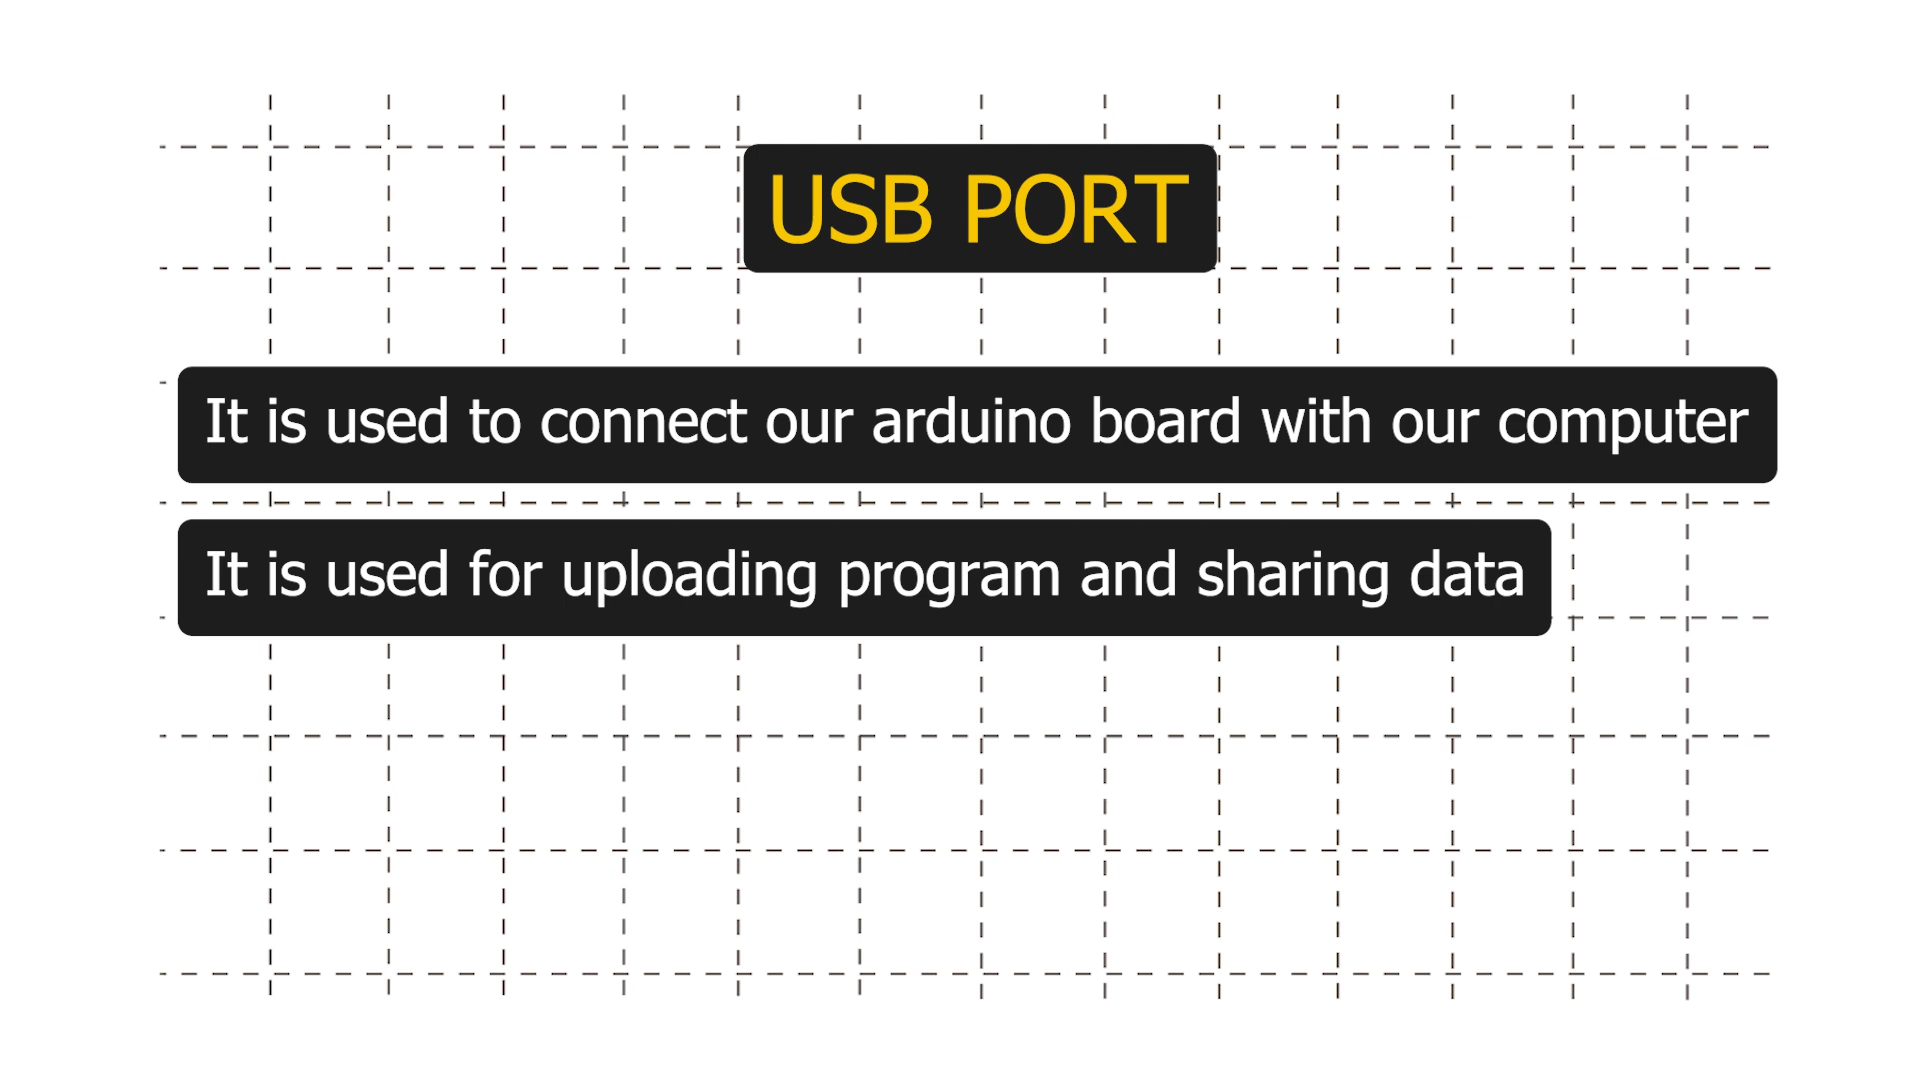 USB PORT
It is used to connect our arduino board with our computer
It is used for uploading program and sharing data